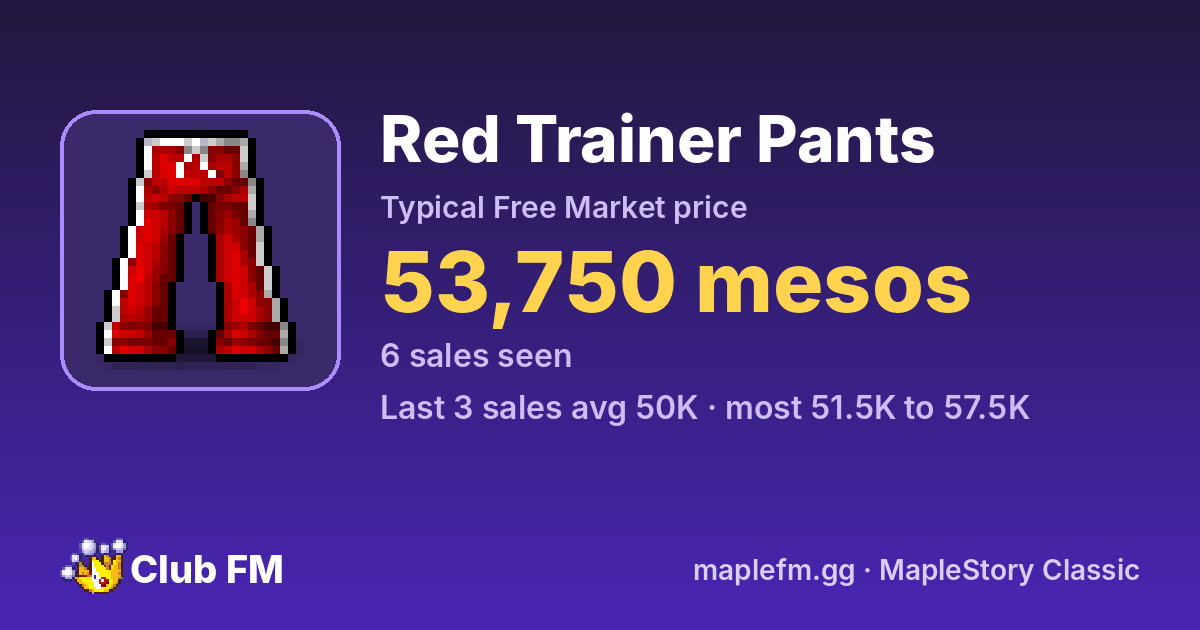 Red Trainer Pants
Typical Free Market price
53,750 mesos
6 sales seen
Last 3 sales avg 50K · most 51.5K to 57.5K
Club FM
maplefm.gg · MapleStory Classic